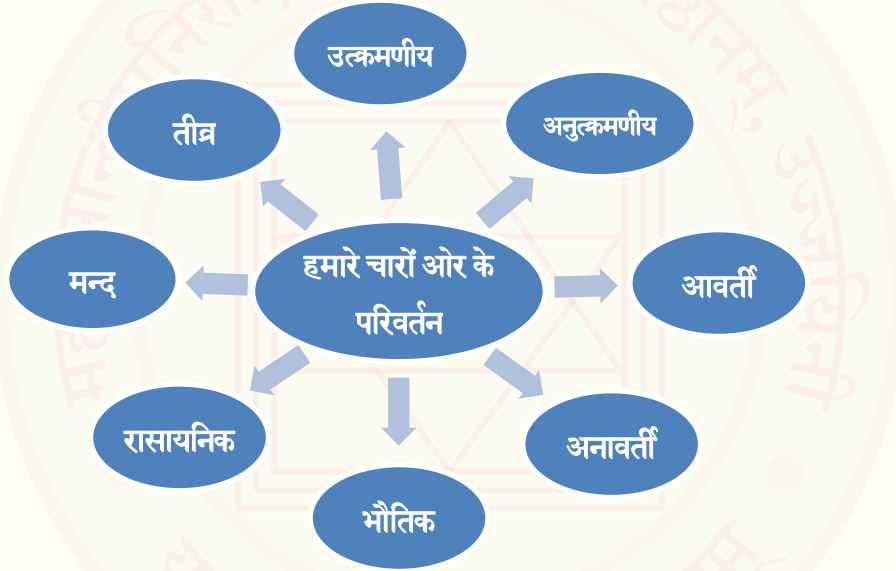 उत्क्रमणीय
तीव्र
अनुत्क्रमणीय
हमारे चारों ओर के
परिवर्तन
मन्द
आवर्ती
रासायनिक
अनावर्ती
भौतिक